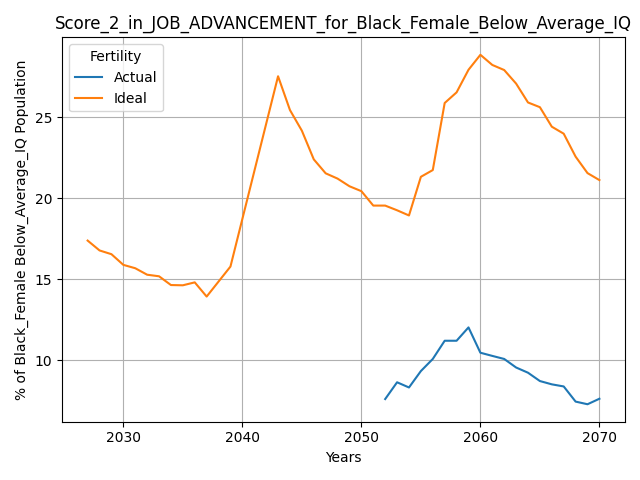 Score_2_in_JOB_ADVANCEMENT_for_Black_Female_Below_Average_IQ
Fertility
Actual
Ideal
% of Black_Female Below_Average_IQ Population
25
20
15
10
2030 2040 2050 2060 2070
Years